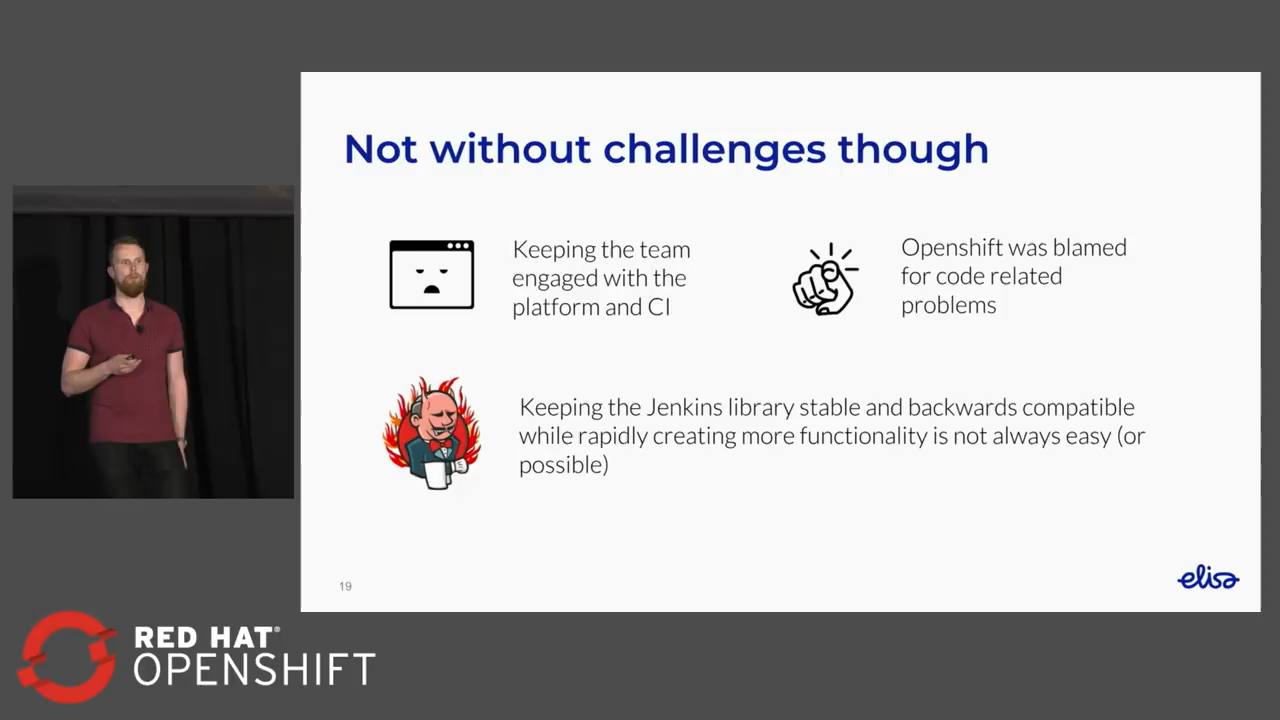 Not without challenges though
Keeping the team
engaged with the
platform and CI
Openshift was blamed
for code related
problems
Keeping the Jenkins library stable and backwards compatible
while rapidly creating more functionality is not always easy (or
possible)
19
elisa
RED HAT®
OPENSHIFT